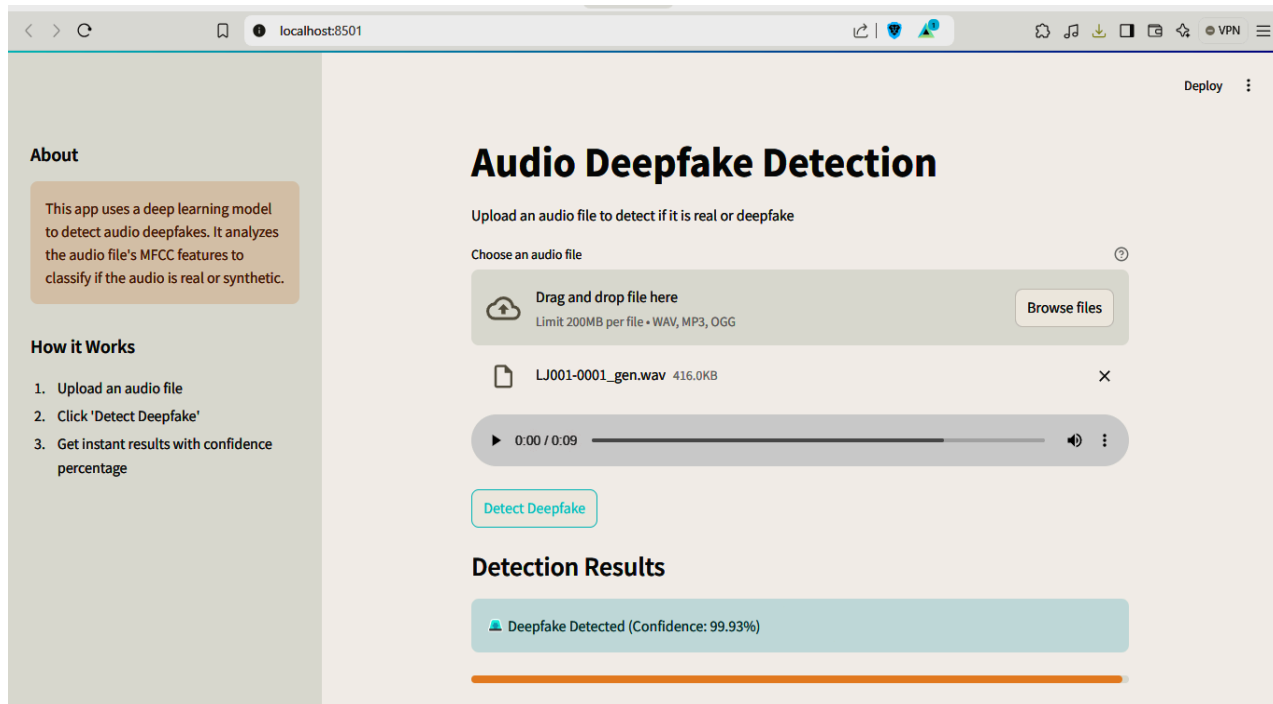 localhost:8501
VPN
Deploy
About
This app uses a deep learning model
to detect audio deepfakes. It analyzes
the audio file's MFCC features to
classify if the audio is real or synthetic.
How it Works
1. Upload an audio file
2. Click 'Detect Deepfake'
3. Get instant results with confidence
percentage
Audio Deepfake Detection
Upload an audio file to detect if it is real or deepfake
Choose an audio file
Drag and drop file here
Limit 200MB per file • WAV, MP3, OGG
Browse files
LJ001-0001_gen.wav 416.0KB
0:00 / 0:09
Detect Deepfake
Detection Results
Deepfake Detected (Confidence: 99.93%)